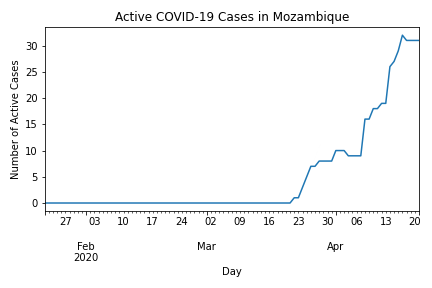 Active COVID-19 Cases in Mozambique
Number of Active Cases
30
25
20
15
10
5
0
27 03 10 17 24 02 09 16 23 30 06 13 20
Feb Mar Apr
2020
Day